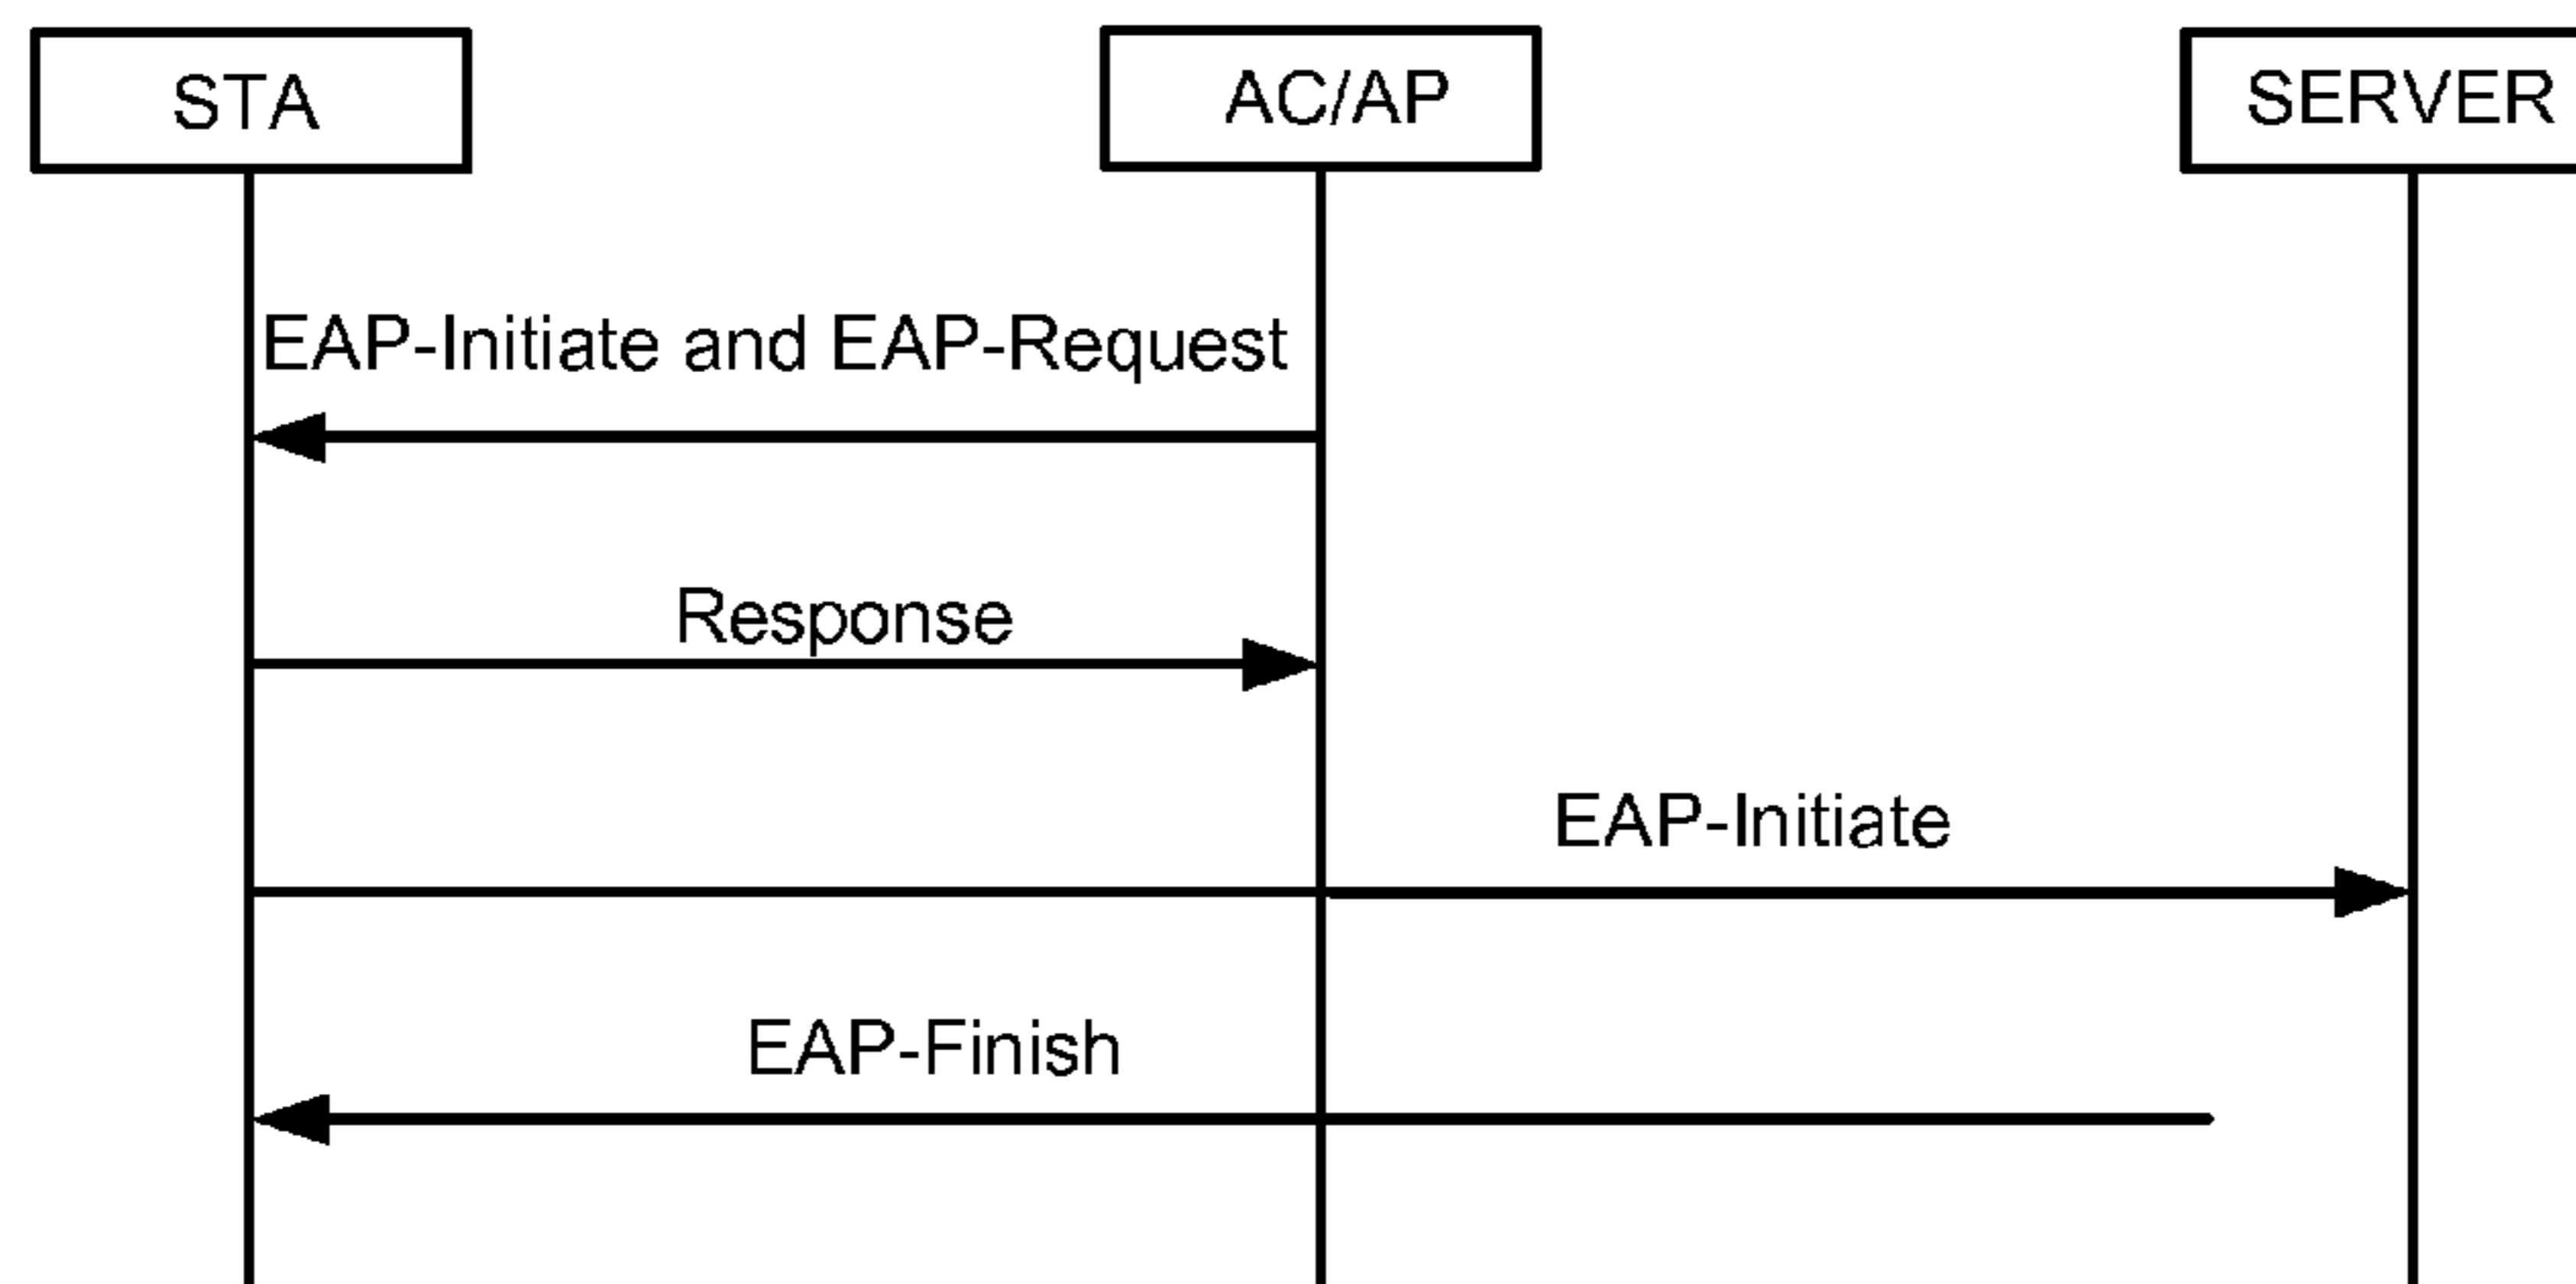 STA
AC/AP
SERVER
EAP-Initiate and EAP-Request
Response
EAP-Initiate
EAP-Finish